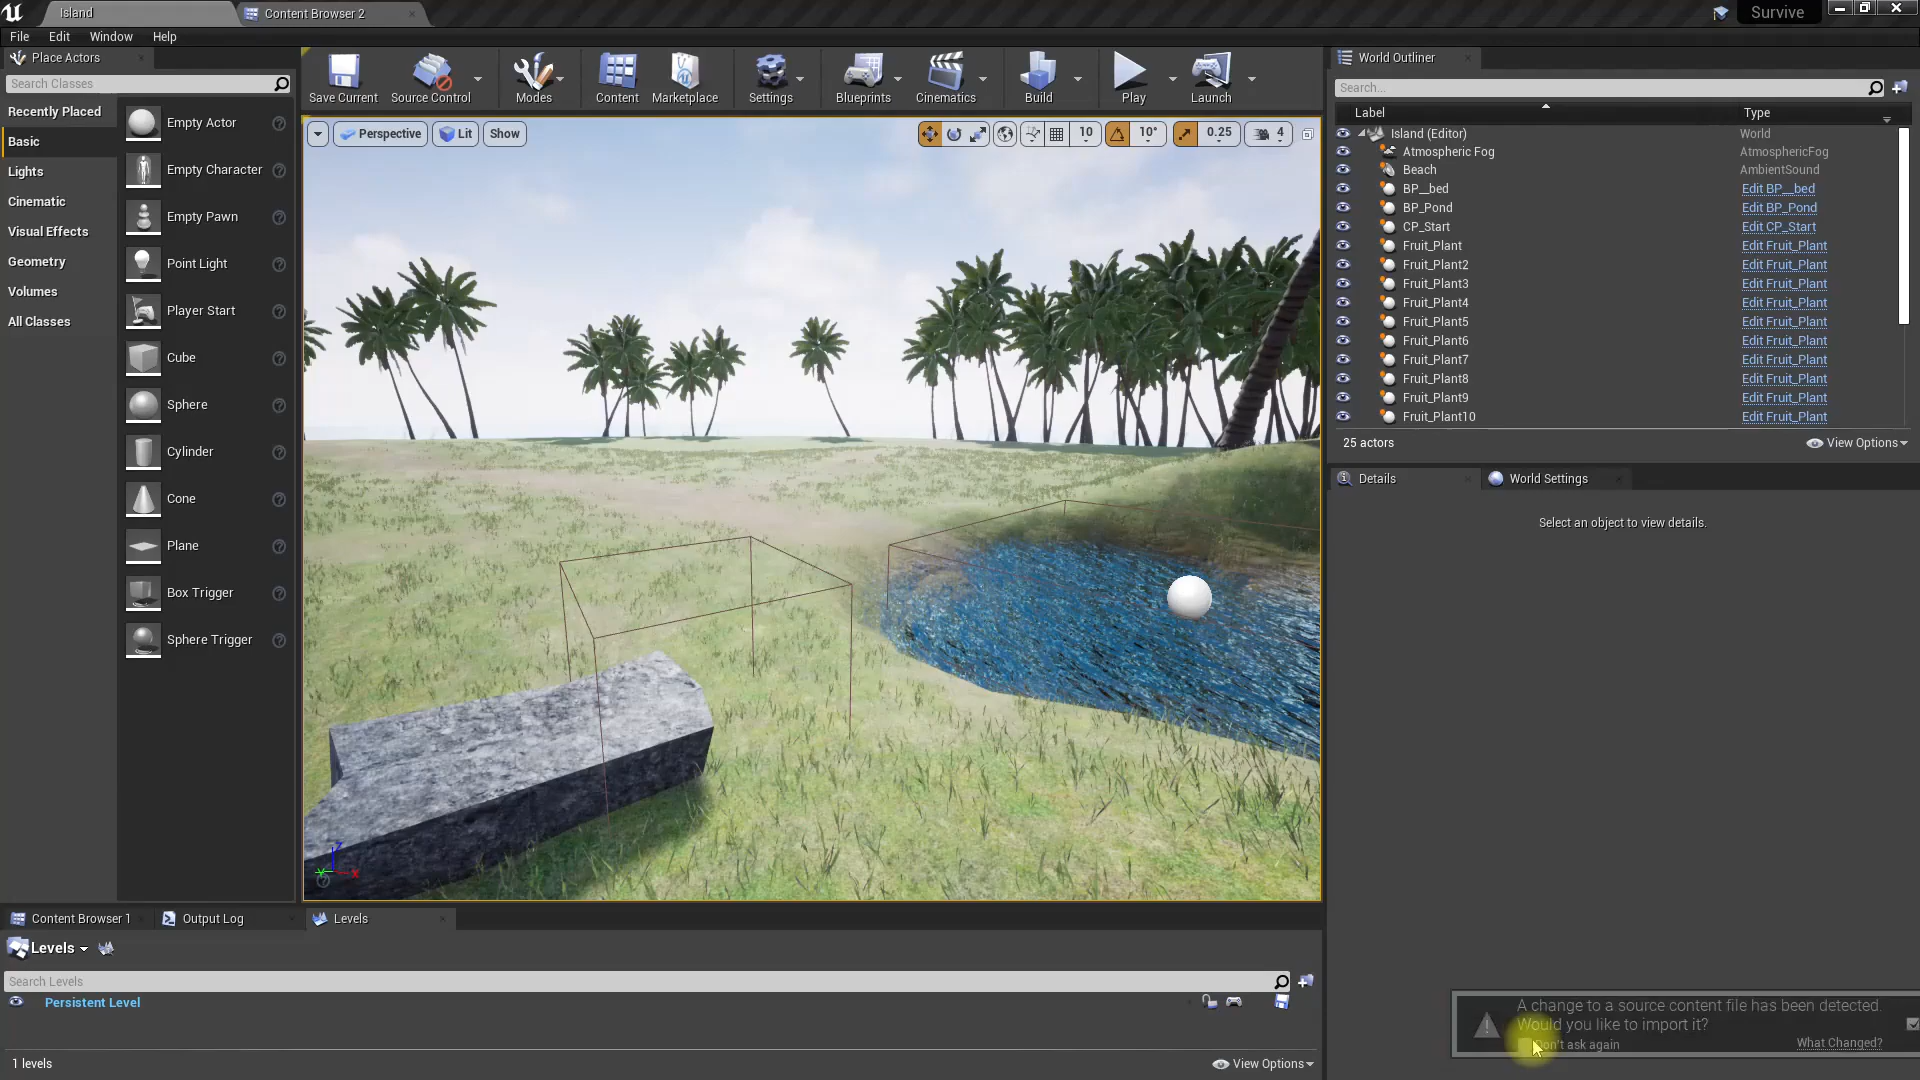 Island
Content Browser 2
Survive
File
Edit
Window
Help
Place Actors
Search Classes
Recently Placed
Basic
Lights
Cinematic
Visual Effects
Geometry
Volumes
All Classes
Empty Actor
Empty Character
Empty Pawn
Point Light
Player Start
Cube
Sphere
Cylinder
Cone
Plane
Box Trigger
Sphere Trigger
Save Current
Source Control
Modes
Content
Marketplace
Settings
Blueprints
Cinematics
Build
Play
Launch
Perspective
Lit
Show
10
10°
0.25
4
World Outliner
Search...
Label
Type
Island (Editor)
World
Atmospheric Fog
AtmosphericFog
Beach
AmbientSound
BP__bed
Edit BP__bed
BP_Pond
Edit BP_Pond
CP_Start
Edit CP_Start
Fruit_Plant
Edit Fruit_Plant
Fruit_Plant2
Edit Fruit_Plant
Fruit_Plant3
Edit Fruit_Plant
Fruit_Plant4
Edit Fruit_Plant
Fruit_Plant5
Edit Fruit_Plant
Fruit_Plant6
Edit Fruit_Plant
Fruit_Plant7
Edit Fruit_Plant
Fruit_Plant8
Edit Fruit_Plant
Fruit_Plant9
Edit Fruit_Plant
Fruit_Plant10
Edit Fruit_Plant
25 actors
View Options
Details
World Settings
Select an object to view details.
Z
Y
X
Content Browser 1
Output Log
Levels
Levels
Search Levels
Persistent Level
1 levels
View Options
A change to a source content file has been detected.
Would you like to import it?
Don't ask again
What Changed?